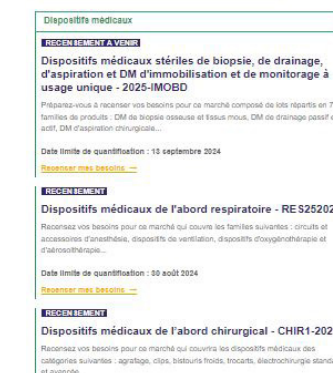 Dispositifs médicaux
RECENSEMENT A VENIR
Dispositifs médicaux stériles de biopsie, de drainage,
d'aspiration et DM d'immobilisation et de monitorage à
usage unique - 2025-IMOBD
Préparez-vous à recenser vos besoins pour ce marché composé de lots répartis en 7
familles de produits : DM de biopsie osseuse et tissus mous, DM de drainage passif e
actif, DM d'aspiration chirurgicale...
Date limite de quantification : 13 septembre 2024
Recenser mes besoins →
RECENSEMENT
Dispositifs médicaux de l'abord respiratoire - RES25202
Recensez vos besoins pour ce marché qui couvre les familles suivantes : circuits et
accessoires d'anesthésie, dispositifs de ventilation, dispositifs d'oxygénothérapie et
d'aérosolthérapie...
Date limite de quantification : 30 août 2024
Recenser mes besoins →
RECENSEMENT
Dispositifs médicaux de l'abord chirurgical - CHIR1-202
Recensez vos besoins pour ce marché qui couvrira les dispositifs médicaux des
catégories suivantes : agrafage, clips, bistouris froids, trocarts, électrochirurgie standa
et avancée